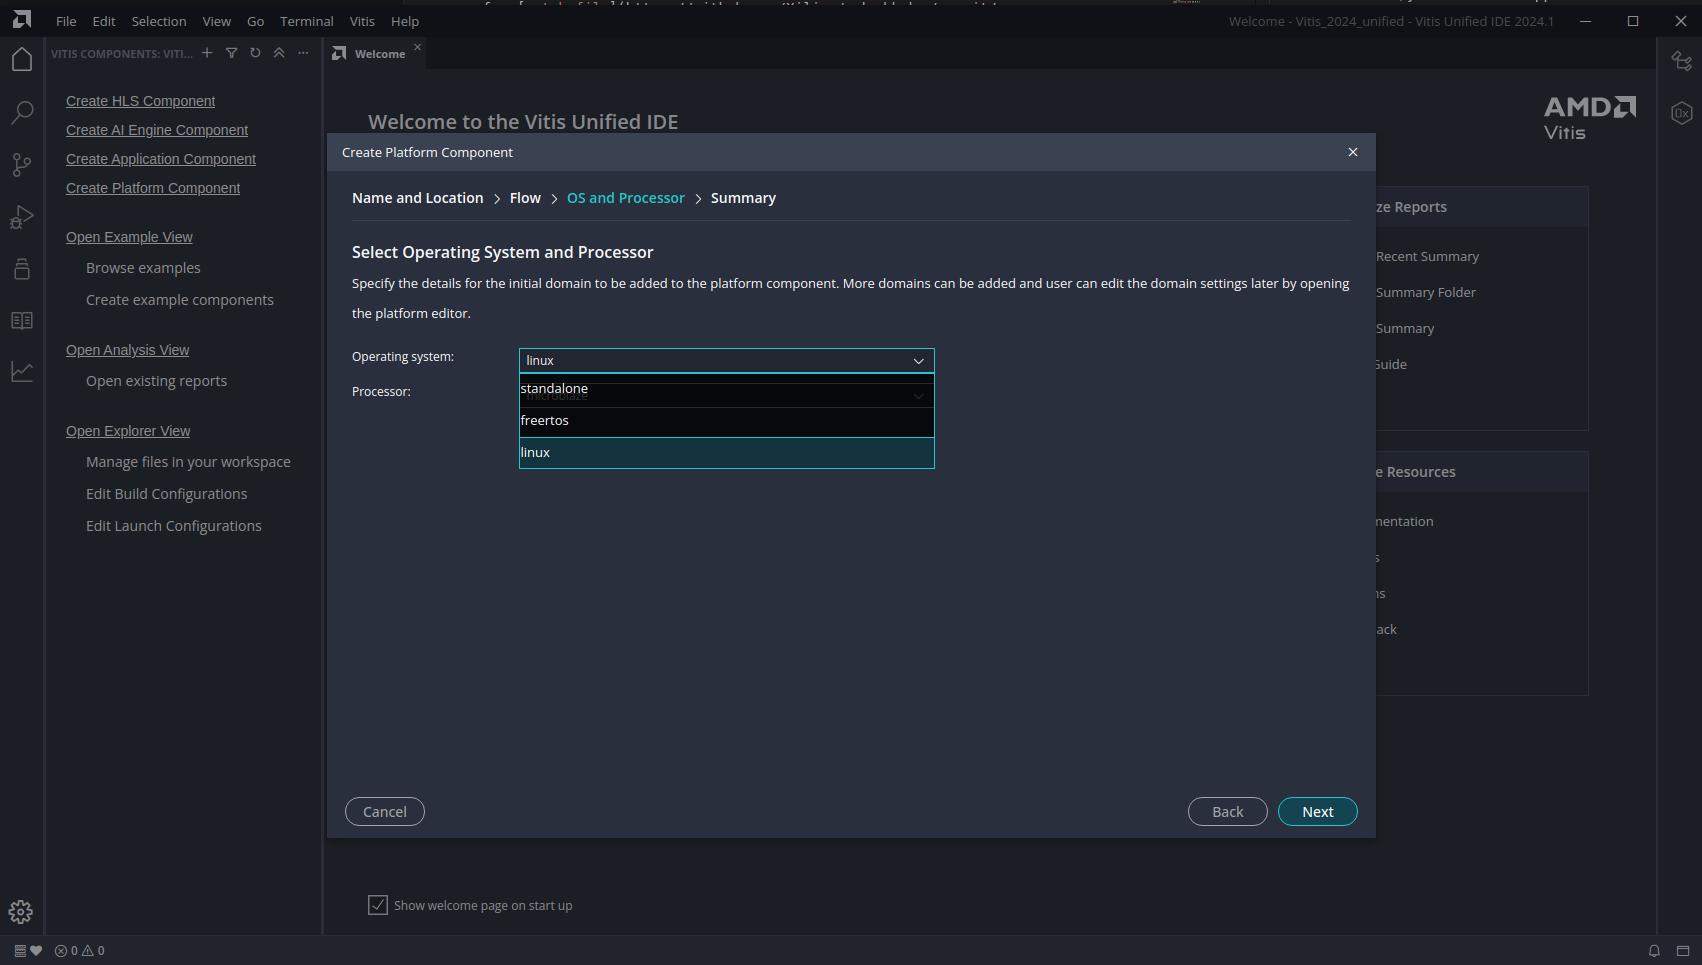 File Edit Selection View Go Terminal Vitis Help
Welcome - Vitis_2024_unified - Vitis Unified IDE 2024.1
VITIS COMPONENTS: VITI...
Welcome
Create HLS Component
Create AI Engine Component
Create Application Component
Create Platform Component
Open Example View
Browse examples
Create example components
Open Analysis View
Open existing reports
Open Explorer View
Manage files in your workspace
Edit Build Configurations
Edit Launch Configurations
Welcome to the Vitis Unified IDE
AMD
Vitis
Create Platform Component
Name and Location > Flow > OS and Processor > Summary
Select Operating System and Processor
Specify the details for the initial domain to be added to the platform component. More domains can be added and user can edit the domain settings later by opening
the platform editor.
Operating system:
linux
Processor:
microblaze
standalone
freertos
linux
Cancel
Back
Next
ze Reports
Recent Summary
Summary Folder
Summary
Guide
e Resources
mentation
s
ns
ack
Show welcome page on start up
0 0
0x